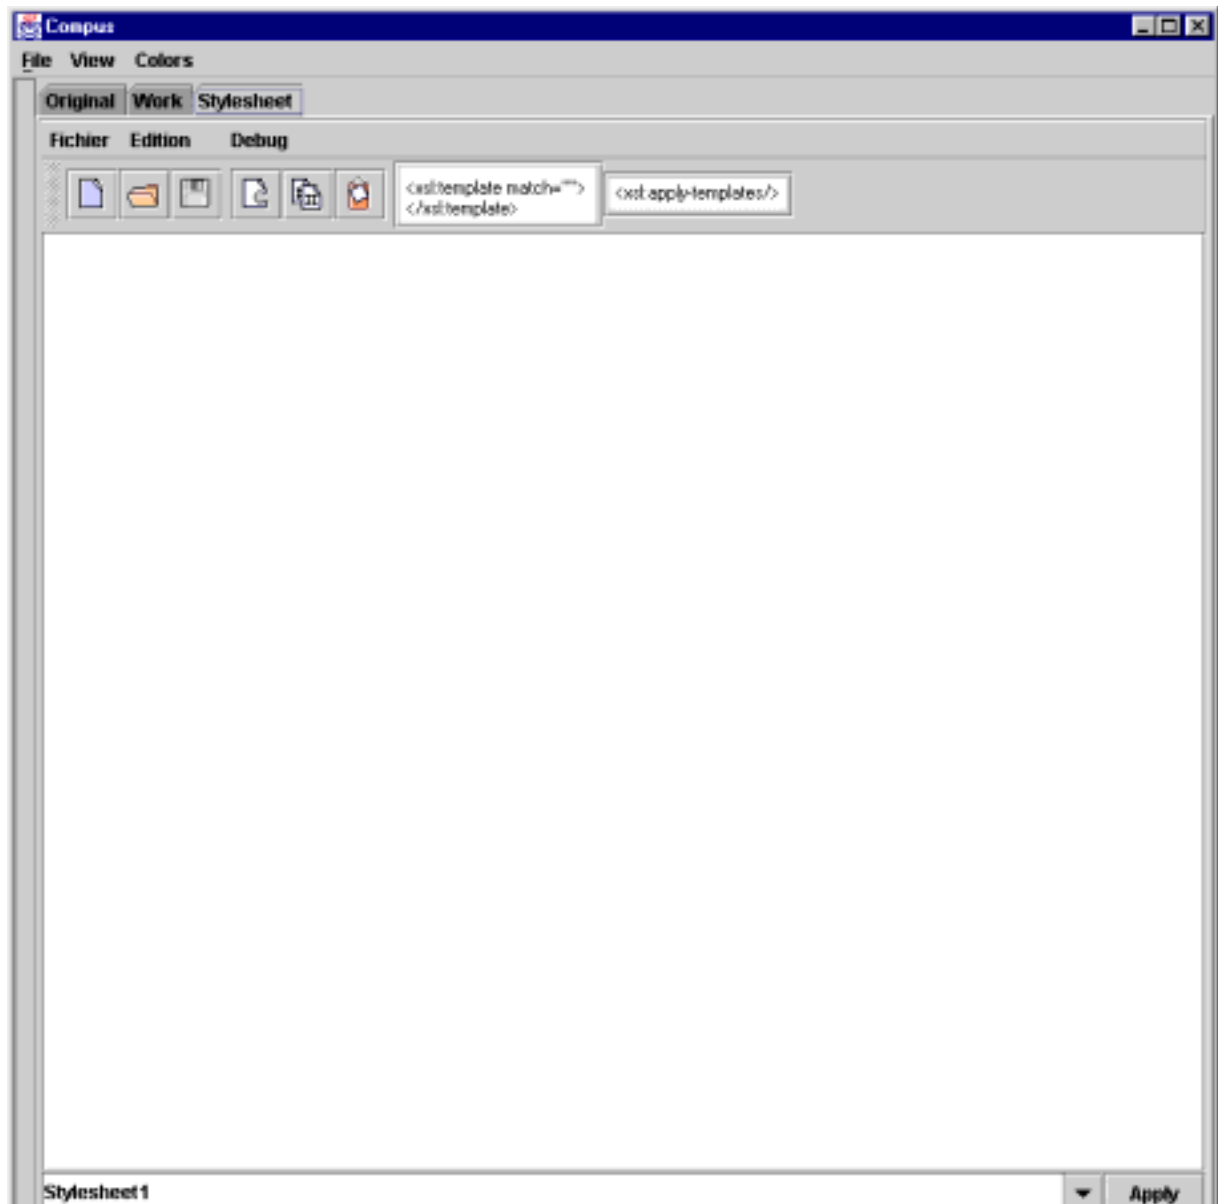 Compus
File View Colors
Original Work Stylesheet
Fichier Edition Debug
<xsl:template match="">
</xsl:template>
<xsl:apply-templates/>
Stylesheet1
Apply